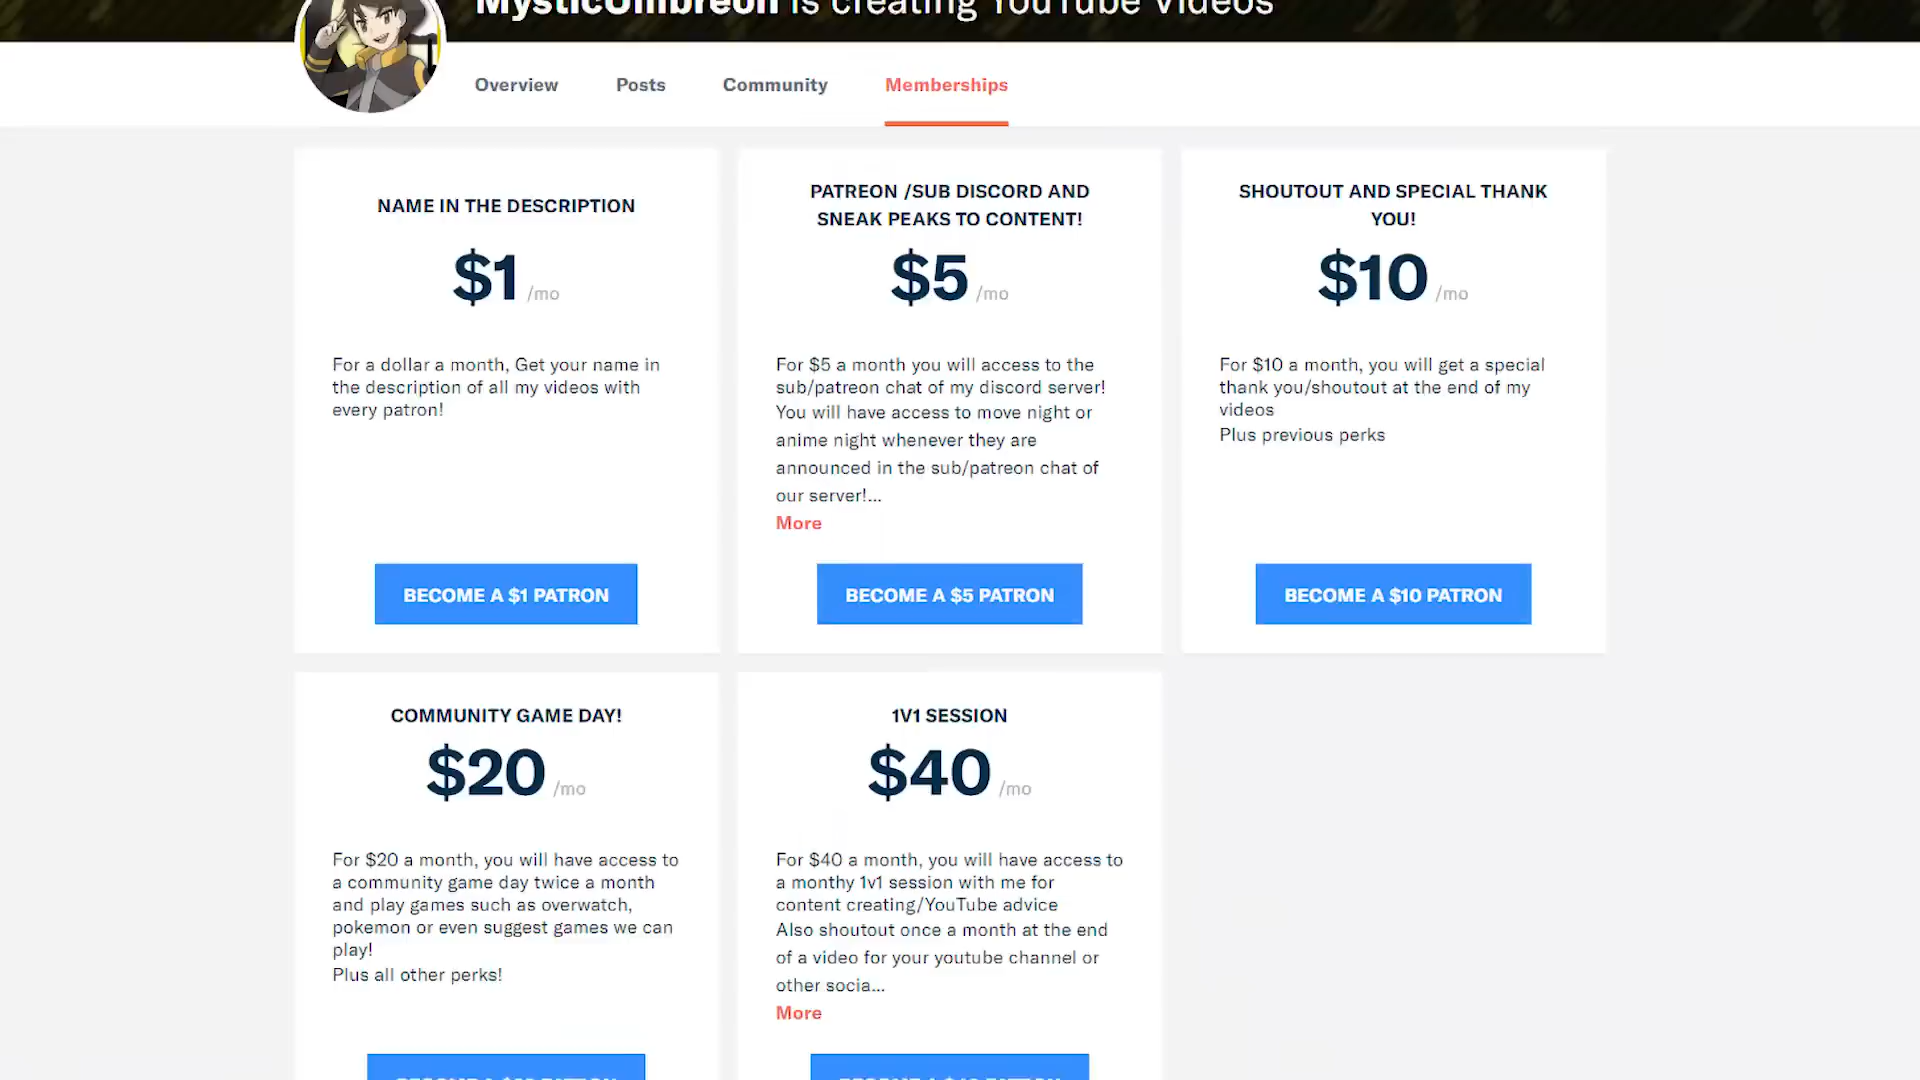 MysticUmbreon is creating YouTube Videos
Overview
Posts
Community
Memberships
NAME IN THE DESCRIPTION
$1 /mo
For a dollar a month, Get your name in
the description of all my videos with
every patron!
BECOME A $1 PATRON
PATREON /SUB DISCORD AND
SNEAK PEAKS TO CONTENT!
$5 /mo
For $5 a month you will access to the
sub/patreon chat of my discord server!
You will have access to move night or
anime night whenever they are
announced in the sub/patreon chat of
our server!...
More
BECOME A $5 PATRON
SHOUTOUT AND SPECIAL THANK
YOU!
$10 /mo
For $10 a month, you will get a special
thank you/shoutout at the end of my
videos
Plus previous perks
BECOME A $10 PATRON
COMMUNITY GAME DAY!
$20 /mo
For $20 a month, you will have access to
a community game day twice a month
and play games such as overwatch,
pokemon or even suggest games we can
play!
Plus all other perks!
1V1 SESSION
$40 /mo
For $40 a month, you will have access to
a monthy 1v1 session with me for
content creating/YouTube advice
Also shoutout once a month at the end
of a video for your youtube channel or
other socia...
More